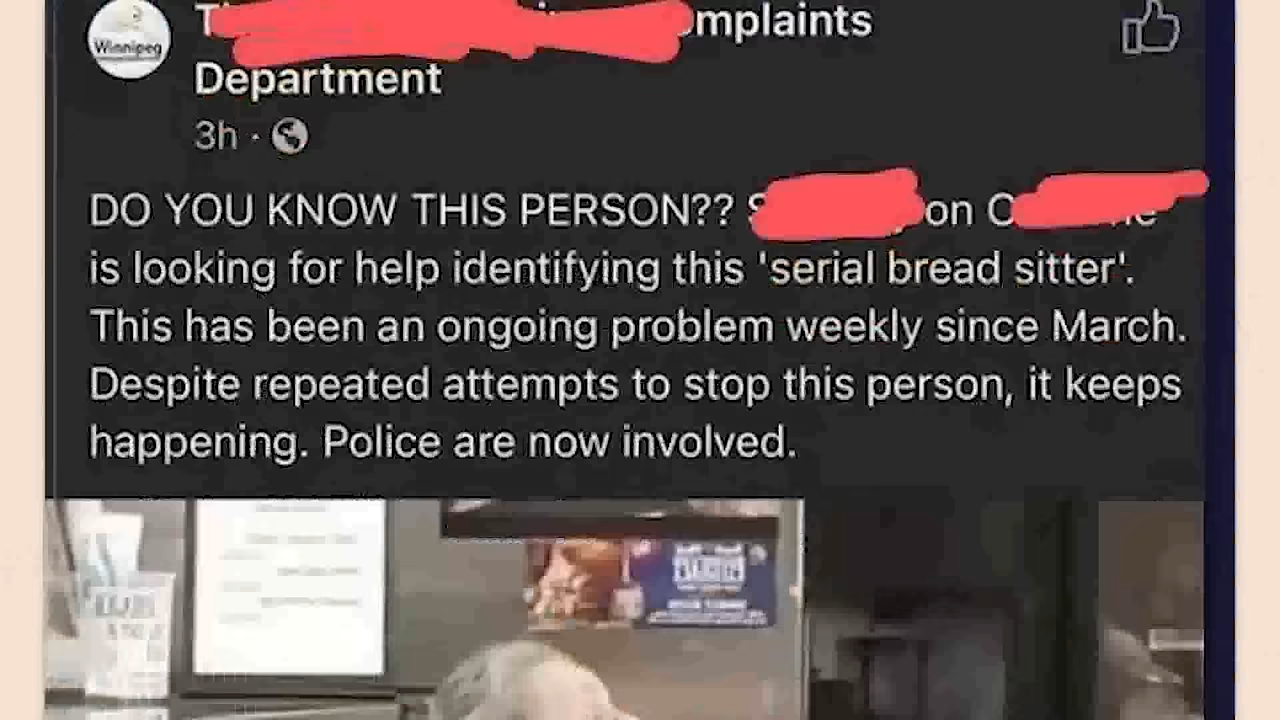 Winnipeg
omplaints
Department
3h
DO YOU KNOW THIS PERSON?? on
is looking for help identifying this 'serial bread sitter'.
This has been an ongoing problem weekly since March.
Despite repeated attempts to stop this person, it keeps
happening. Police are now involved.